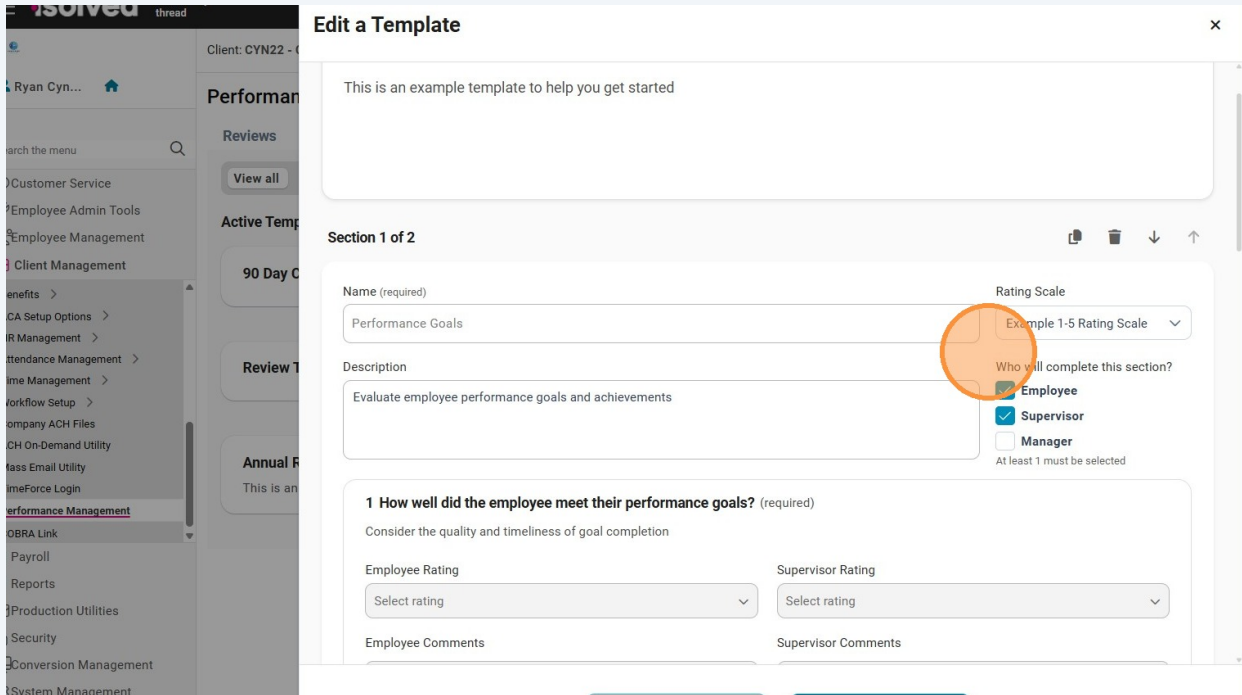 isolved thread
Edit a Template
Client: CYN22 -
Ryan Cyn...
This is an example template to help you get started
Performan
Reviews
earch the menu
View all
Customer Service
Employee Admin Tools
Active Temp
Employee Management
Section 1 of 2
Client Management
90 Day C
enefits
Name (required)
Rating Scale
CA Setup Options
Performance Goals
Example 1-5 Rating Scale
R Management
ttendance Management
Review T
Description
Who will complete this section?
ime Management
Evaluate employee performance goals and achievements
Employee
Workflow Setup
Supervisor
ompany ACH Files
CH On-Demand Utility
Manager
Annual R
At least 1 must be selected
Mass Email Utility
imeForce Login
This is an
1 How well did the employee meet their performance goals? (required)
erformance Management
Consider the quality and timeliness of goal completion
OBRA Link
Payroll
Employee Rating
Supervisor Rating
Reports
Select rating
Select rating
Production Utilities
Security
Employee Comments
Supervisor Comments
Conversion Management
System Management